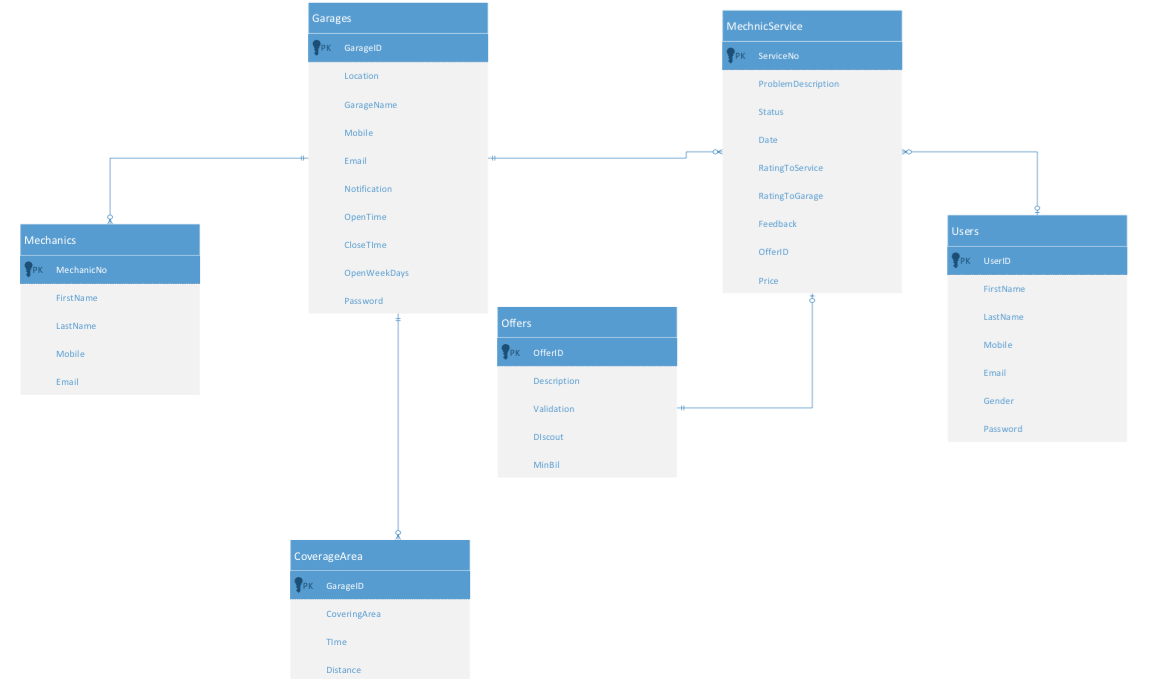 Garages
PK GarageID
Location
GarageName
Mobile
Email
Notification
OpenTime
CloseTIme
OpenWeekDays
Password
MechnicService
PK ServiceNo
ProblemDescription
Status
Date
RatingToService
RatingToGarage
Feedback
OfferID
Price
Mechanics
PK MechanicNo
FirstName
LastName
Mobile
Email
Users
PK UserID
FirstName
LastName
Mobile
Email
Gender
Password
Offers
PK OfferID
Description
Validation
DIscout
MinBil
CoverageArea
PK GarageID
CoveringArea
TIme
Distance